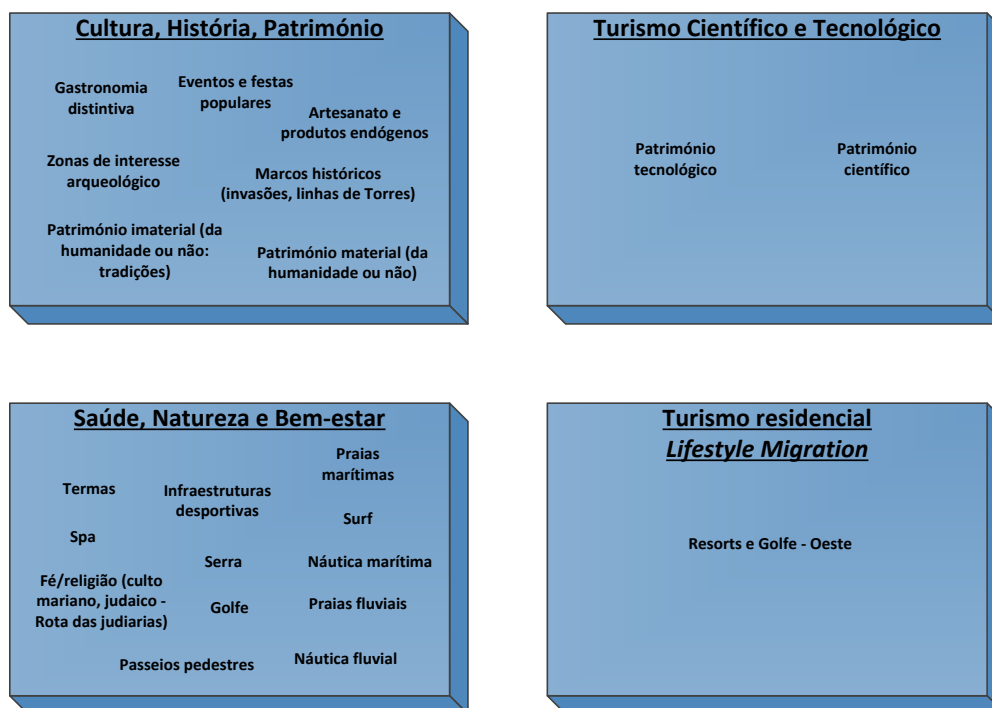 Cultura, História, Património
Gastronomia
distintiva
Eventos e festas
populares
Artesanato e
produtos endógenos
Zonas de interesse
arqueológico
Marcos históricos
(invasões, linhas de Torres)
Património imaterial (da
humanidade ou não:
tradições)
Património material (da
humanidade ou não)
Turismo Científico e Tecnológico
Património
tecnológico
Património
científico
Saúde, Natureza e Bem-estar
Praias
marítimas
Termas
Infraestruturas
desportivas
Surf
Spa
Serra
Náutica marítima
Fé/religião (culto
mariano, judaico -
Rota das judiarias)
Golfe
Praias fluviais
Passeios pedestres
Náutica fluvial
Turismo residencial
Lifestyle Migration
Resorts e Golfe - Oeste